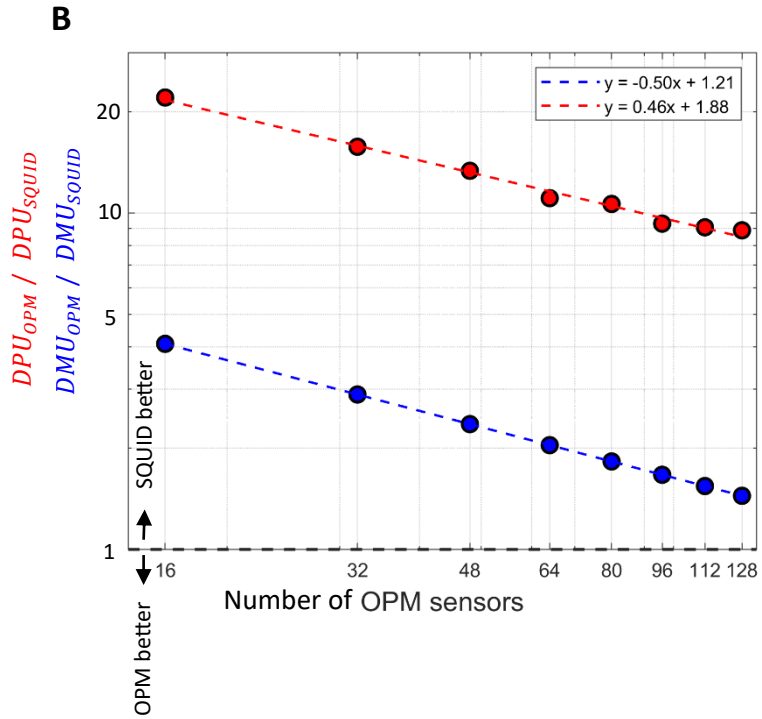 B
y = -0.50x + 1.21
y = 0.46x + 1.88
20
10
5
1
DPU_OPM / DPU_SQUID
DMU_OPM / DMU_SQUID
SQUID better
OPM better
16 32 48 64 80 96 112 128
Number of OPM sensors